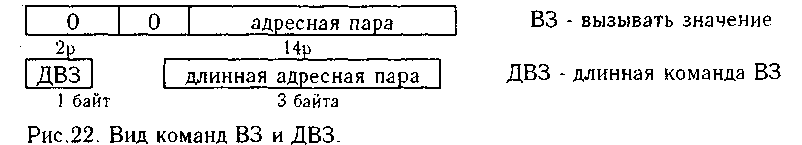 0 0 адресная пара ВЗ - вызывать значение
2р 14р
ДВЗ длинная адресная пара ДВЗ - длинная команда ВЗ
1 байт 3 байта
Рис.22. Вид команд ВЗ и ДВЗ.